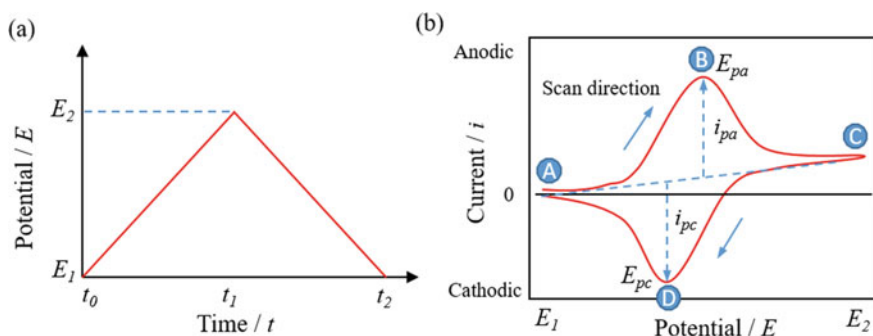 (a)
Potential / E
E2
E1
t0
t1
t2
Time / t
(b)
Current / i
Anodic
0
Cathodic
B
Epa
Scan direction
ipa
C
A
ipc
Epc
D
E1
Potential / E
E2